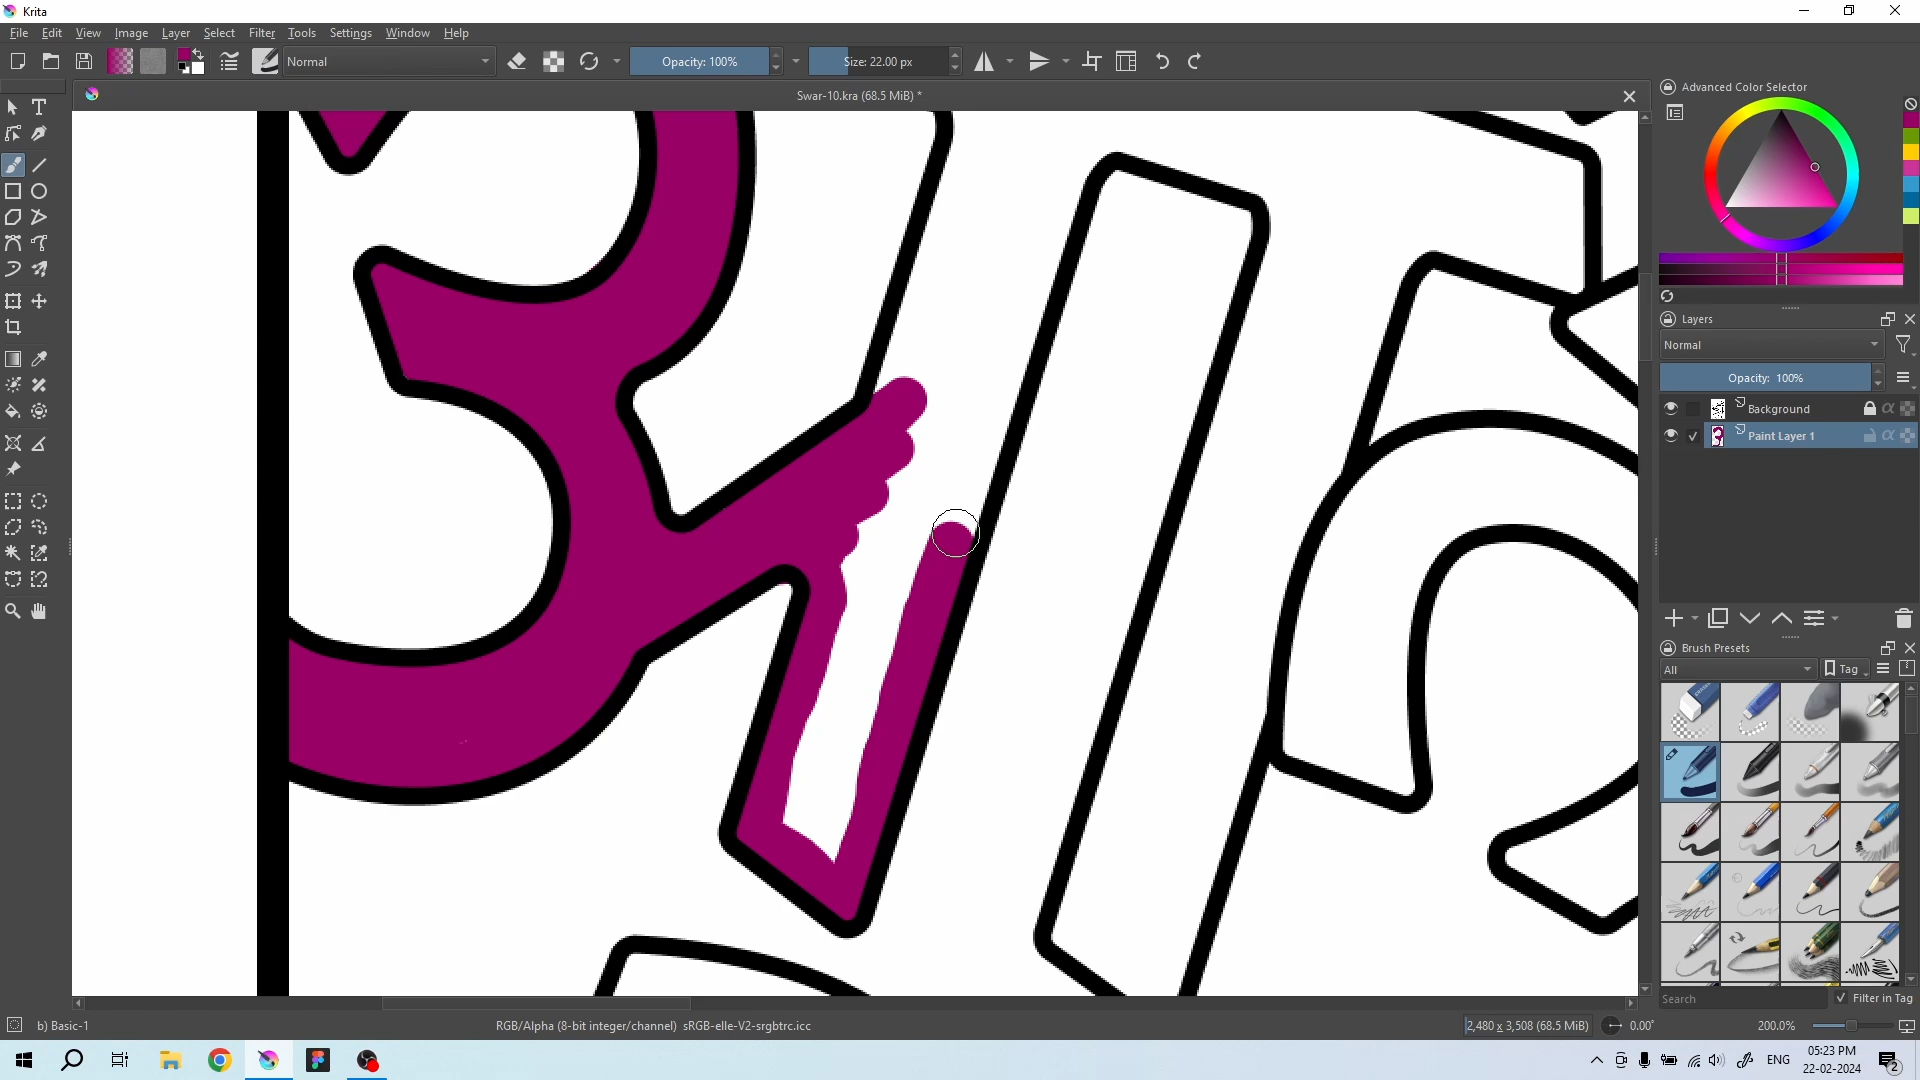 Krita
File Edit View Image Layer Select Filter Tools Settings Window Help
Normal
Opacity: 100%
Size: 22.00 px
Swar-10.kra (68.5 MiB) *
Advanced Color Selector
Layers
Normal
Opacity: 100%
Background
Paint Layer 1
Brush Presets
All
Tag
Search
Filter in Tag
b) Basic-1
RGB/Alpha (8-bit integer/channel) sRGB-elle-V2-srgbtrc.icc
2,480 x 3,508 (68.5 MiB)
0.00°
200.0%
ENG
05:23 PM
22-02-2024
2